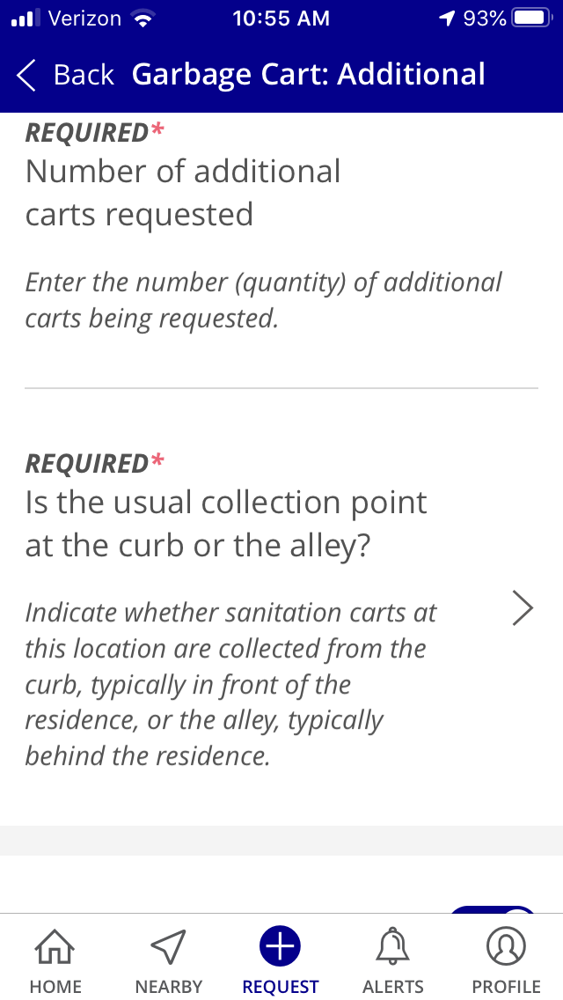 Verizon 10:55 AM 93%
Back Garbage Cart: Additional
REQUIRED*
Number of additional
carts requested
Enter the number (quantity) of additional
carts being requested.
REQUIRED*
Is the usual collection point
at the curb or the alley?
Indicate whether sanitation carts at
this location are collected from the
curb, typically in front of the
residence, or the alley, typically
behind the residence.
HOME NEARBY REQUEST ALERTS PROFILE